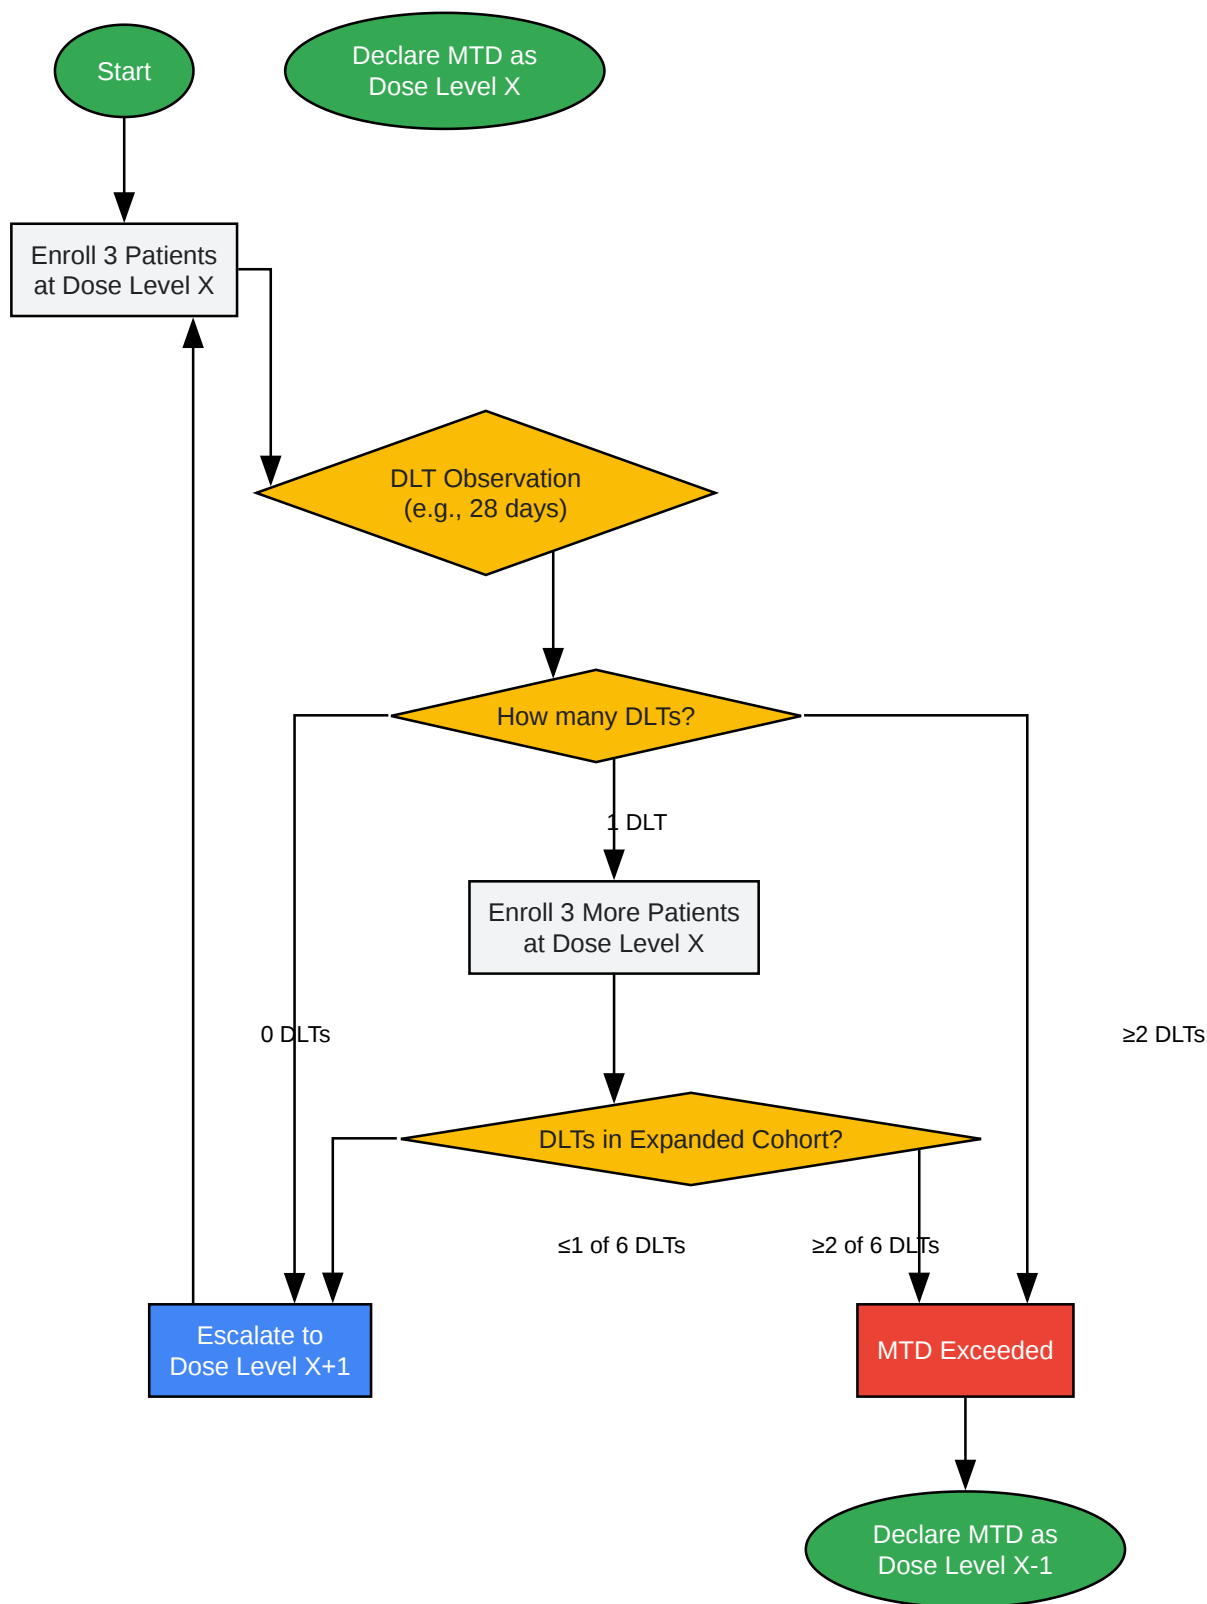 Start
Declare MTD as
Dose Level X
Enroll 3 Patients
at Dose Level X
DLT Observation
(e.g., 28 days)
How many DLTs?
1 DLT
Enroll 3 More Patients
at Dose Level X
0 DLTs
≥2 DLTs
DLTs in Expanded Cohort?
≤1 of 6 DLTs
≥2 of 6 DLTs
Escalate to
Dose Level X+1
MTD Exceeded
Declare MTD as
Dose Level X-1